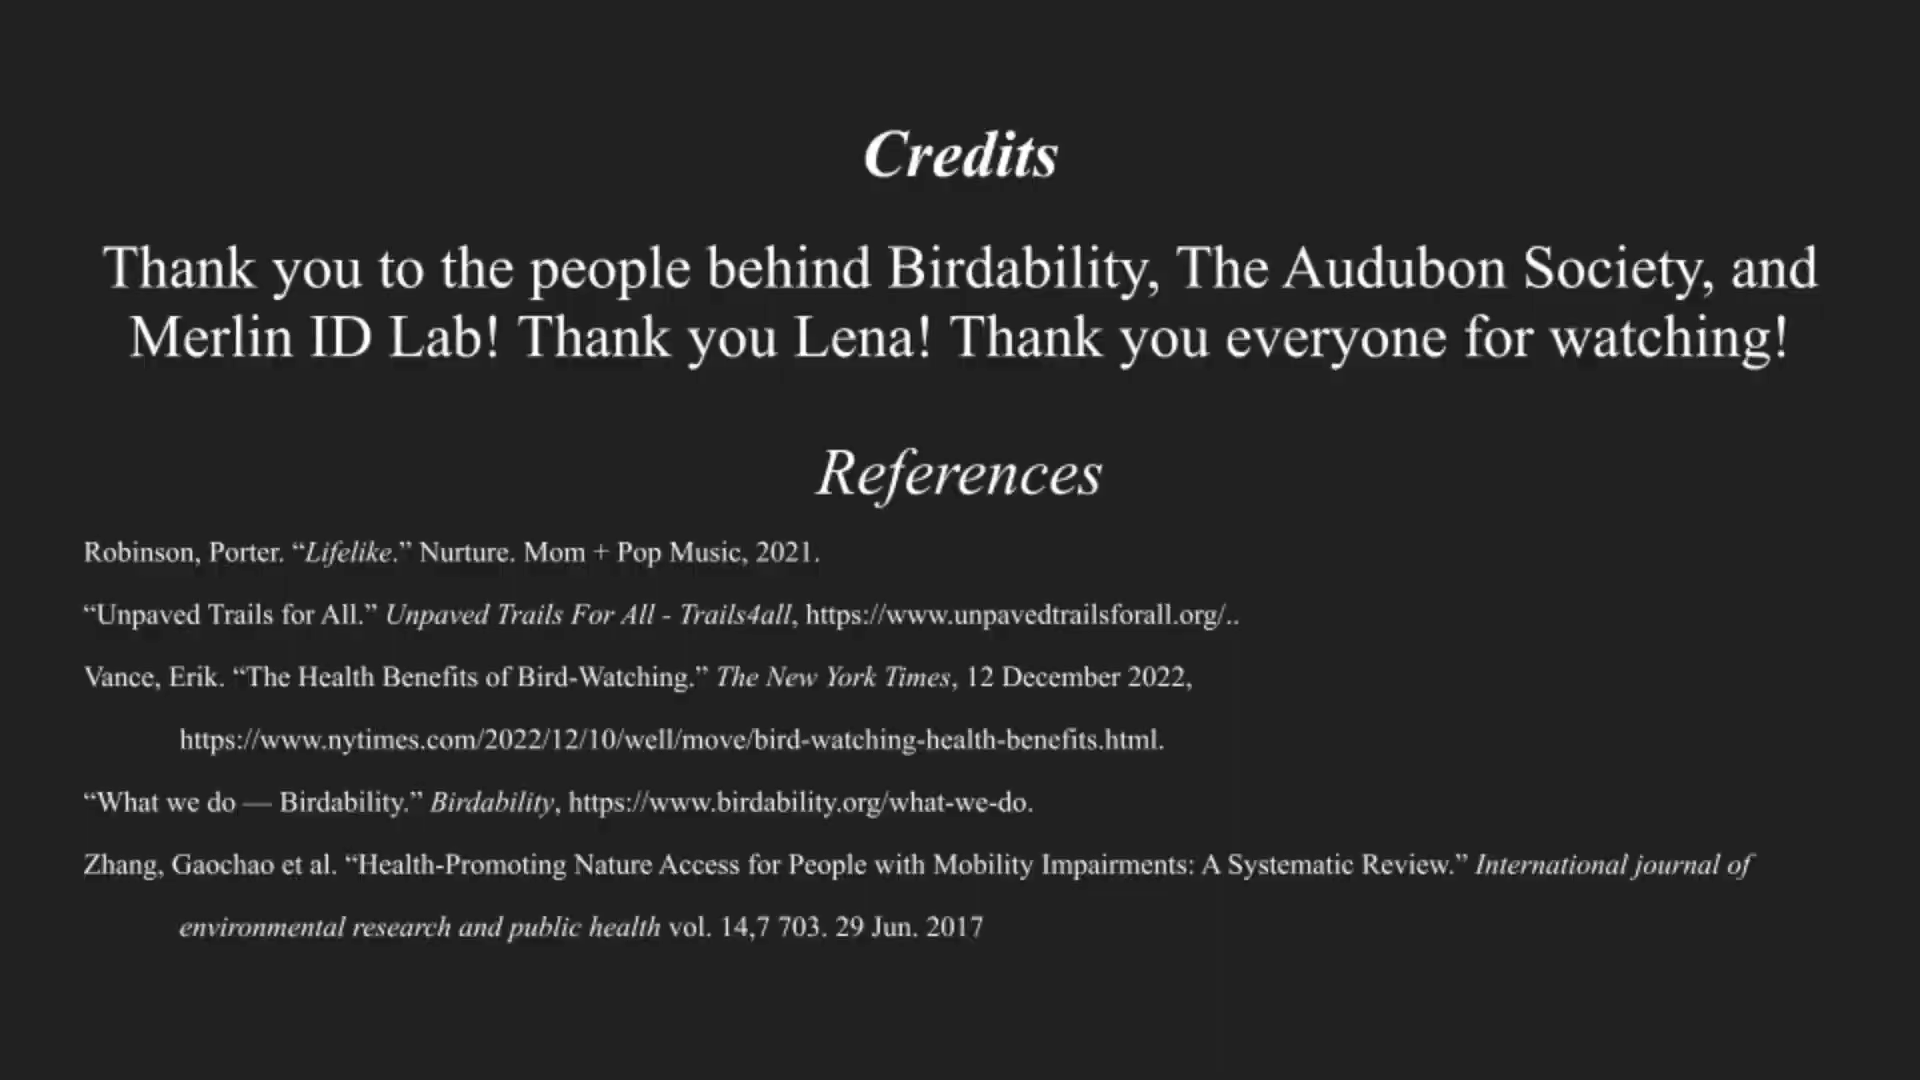 Credits
Thank you to the people behind Birdability, The Audubon Society, and
Merlin ID Lab! Thank you Lena! Thank you everyone for watching!
References
Robinson, Porter. “Lifelike.” Nurture. Mom + Pop Music, 2021.
“Unpaved Trails for All.” Unpaved Trails For All - Trails4all, https://www.unpavedtrailsforall.org/..
Vance, Erik. “The Health Benefits of Bird-Watching.” The New York Times, 12 December 2022,
https://www.nytimes.com/2022/12/10/well/move/bird-watching-health-benefits.html.
“What we do — Birdability.” Birdability, https://www.birdability.org/what-we-do.
Zhang, Gaochao et al. “Health-Promoting Nature Access for People with Mobility Impairments: A Systematic Review.” International journal of
environmental research and public health vol. 14,7 703. 29 Jun. 2017